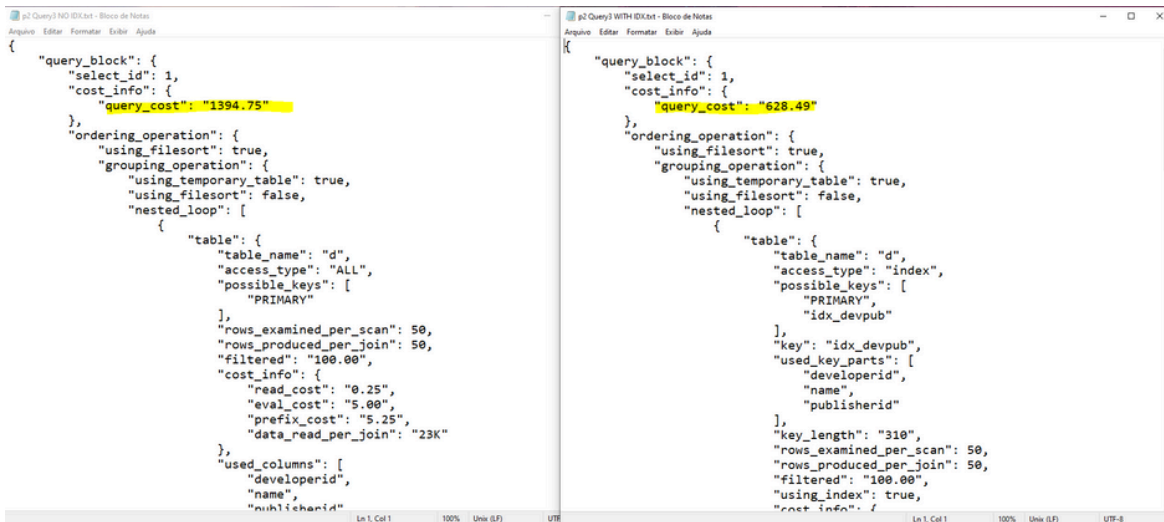 p2 Query3 NO IDX.txt - Bloco de Notas
Arquivo Editar Formatar Exibir Ajuda
{
"query_block": {
"select_id": 1,
"cost_info": {
"query_cost": "1394.75"
},
"ordering_operation": {
"using_filesort": true,
"grouping_operation": {
"using_temporary_table": true,
"using_filesort": false,
"nested_loop": [
{
"table": {
"table_name": "d",
"access_type": "ALL",
"possible_keys": [
"PRIMARY"
],
"rows_examined_per_scan": 50,
"rows_produced_per_join": 50,
"filtered": "100.00",
"cost_info": {
"read_cost": "0.25",
"eval_cost": "5.00",
"prefix_cost": "5.25",
"data_read_per_join": "23K"
},
"used_columns": [
"developerid",
"name",
"publisherid"
Ln 1, Col 1 100% Unix (LF) UTF
p2 Query3 WITH IDX.txt - Bloco de Notas
Arquivo Editar Formatar Exibir Ajuda
{
"query_block": {
"select_id": 1,
"cost_info": {
"query_cost": "628.49"
},
"ordering_operation": {
"using_filesort": true,
"grouping_operation": {
"using_temporary_table": true,
"using_filesort": false,
"nested_loop": [
{
"table": {
"table_name": "d",
"access_type": "index",
"possible_keys": [
"PRIMARY",
"idx_devpub"
],
"key": "idx_devpub",
"used_key_parts": [
"developerid",
"name",
"publisherid"
],
"key_length": "310",
"rows_examined_per_scan": 50,
"rows_produced_per_join": 50,
"filtered": "100.00",
"using_index": true,
"cost_info": {
Ln 1, Col 1 100% Unix (LF) UTF-8